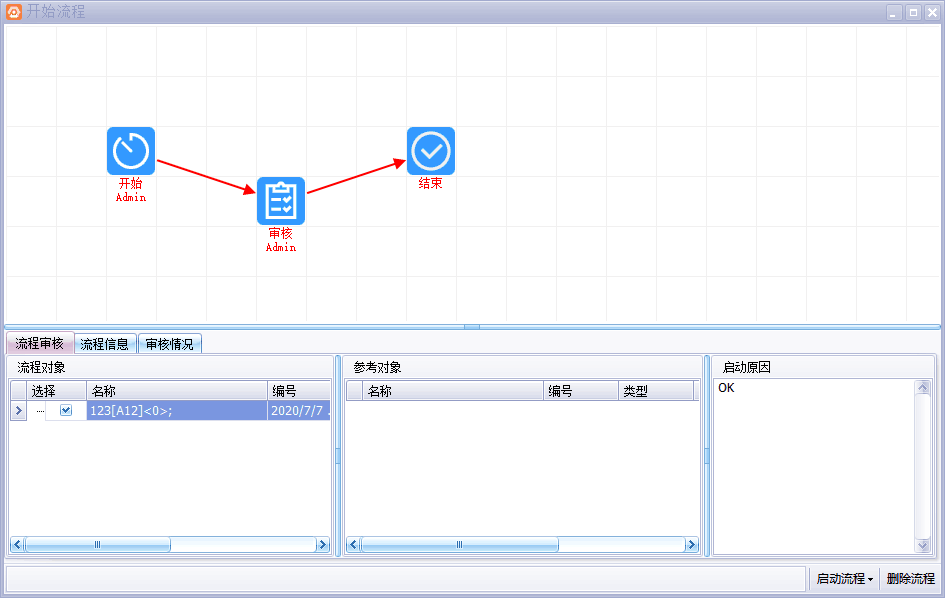 开始流程
开始
Admin
结束
审核
Admin
流程审核 流程信息 审核情况
流程对象 参考对象 启动原因
选择 名称 编号 名称 编号 类型
OK
123[A12]<0>; 2020/7/7 .
启动流程 删除流程